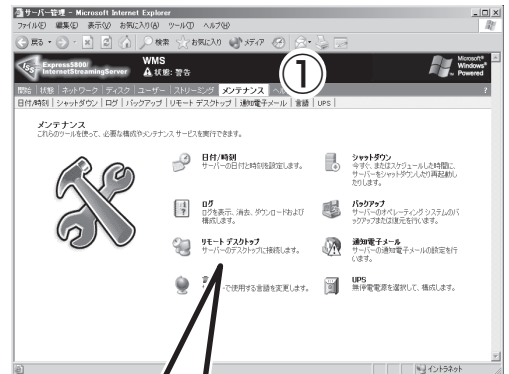 サーバー管理 - Microsoft Internet Explorer
ファイル(F) 編集(E) 表示(V) お気に入り(A) ツール(T) ヘルプ(H)
戻る 検索 お気に入り メディア
Express5800/
InternetStreamingServer
WMS
状態: 警告
Microsoft®
Windows®
Powered
①
開始 | 状態 | ネットワーク | ディスク | ユーザー | ストリーミング | メンテナンス
?
日付/時刻 | シャットダウン | ログ | バックアップ | リモート デスクトップ | 通知電子メール | 言語 | UPS |
メンテナンス
これらのツールを使って、必要な構成やメンテナンス サービスを実行できます。
日付/時刻
サーバーの日付と時刻を設定します。
シャットダウン
今すぐ、またはスケジュールした時間に、
サーバーをシャットダウンしたり再起動し
たりします。
ログ
ログを表示、消去、ダウンロードおよび
構成します。
バックアップ
サーバーのオペレーティング システムのバ
ックアップまたは復元を行います。
リモート デスクトップ
サーバーのデスクトップに接続します。
通知電子メール
サーバーの通知電子メールの設定を行
います。
で使用する言語を変更します。
UPS
無停電電源を選択して、構成します。
イントラネット